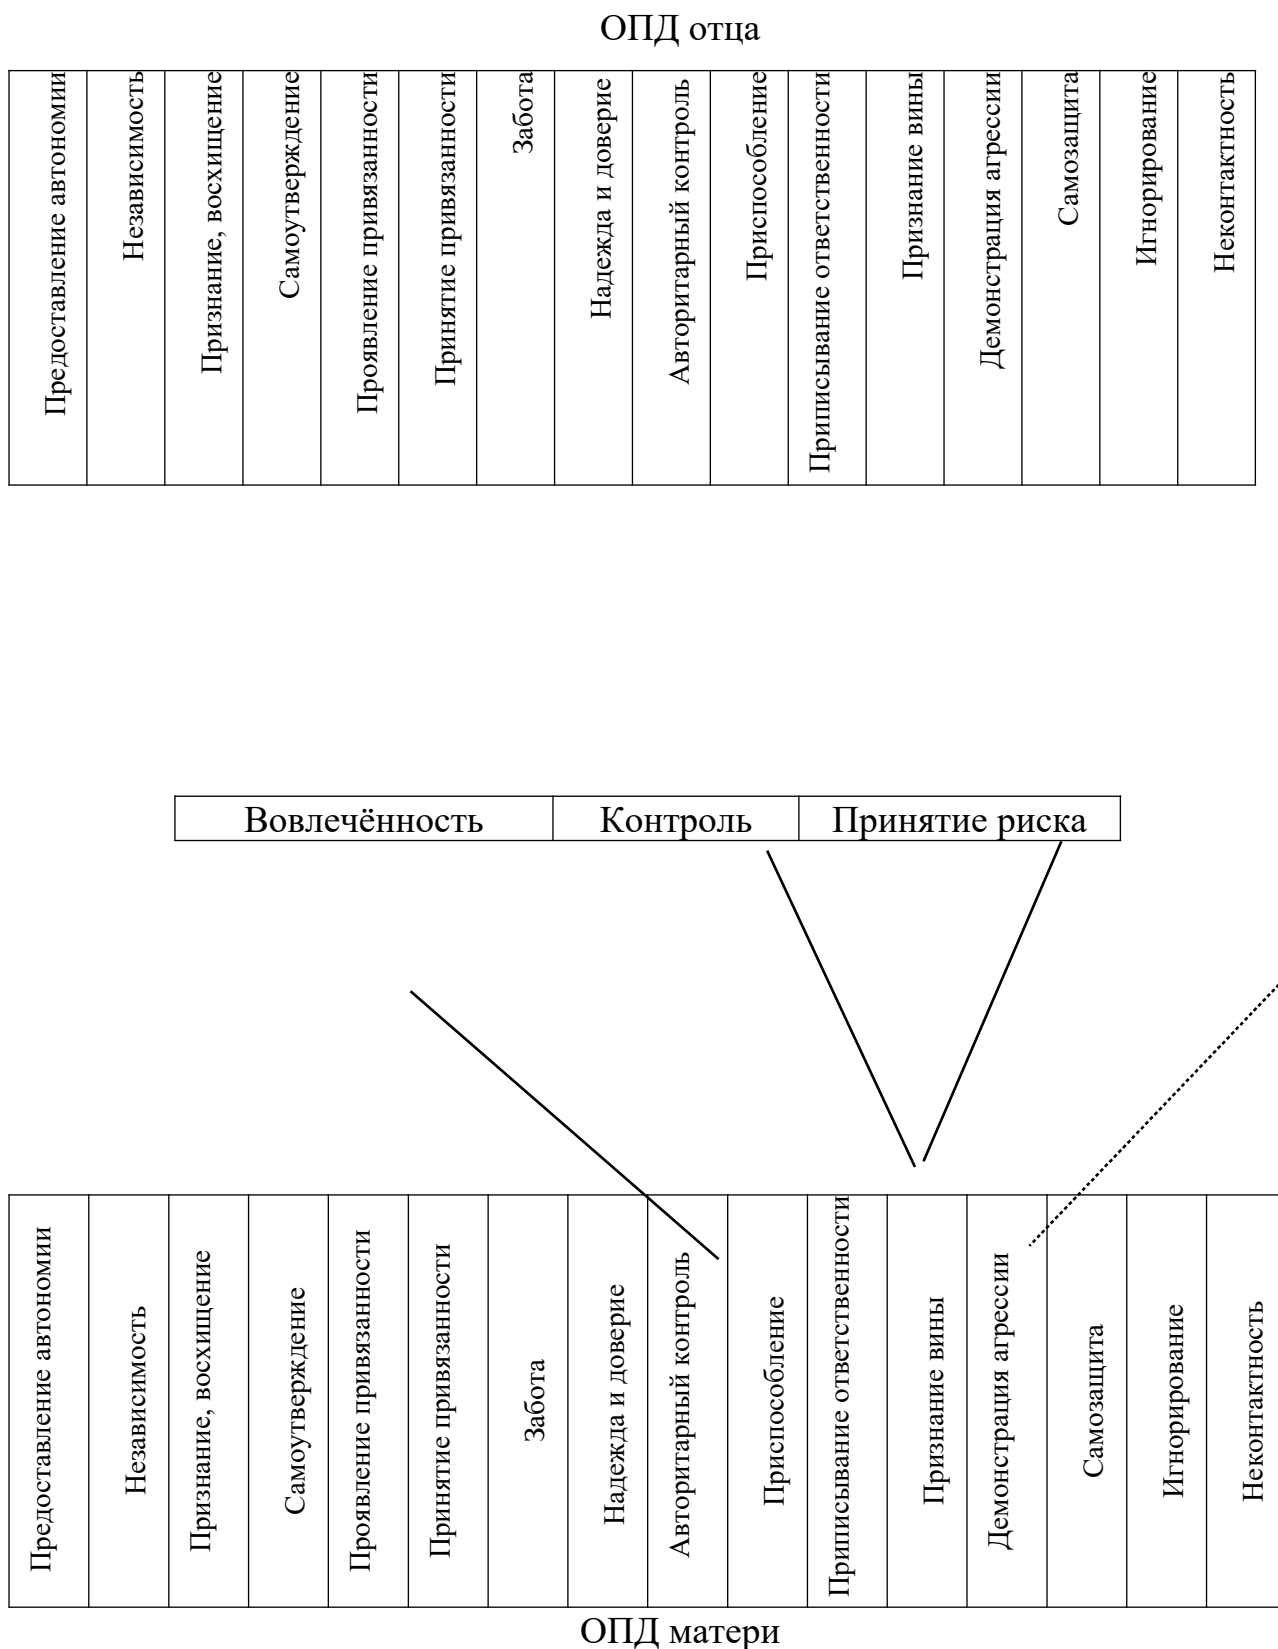 ОПД отца
Предоставление автономии
Независимость
Признание, восхищение
Самоутверждение
Проявление привязанности
Принятие привязанности
Забота
Надежда и доверие
Авторитарный контроль
Приспособление
Приписывание ответственности
Признание вины
Демонстрация агрессии
Самозащита
Игнорирование
Неконтактность
Вовлечённость
Контроль
Принятие риска
Предоставление автономии
Независимость
Признание, восхищение
Самоутверждение
Проявление привязанности
Принятие привязанности
Забота
Надежда и доверие
Авторитарный контроль
Приспособление
Приписывание ответственности
Признание вины
Демонстрация агрессии
Самозащита
Игнорирование
Неконтактность
ОПД матери